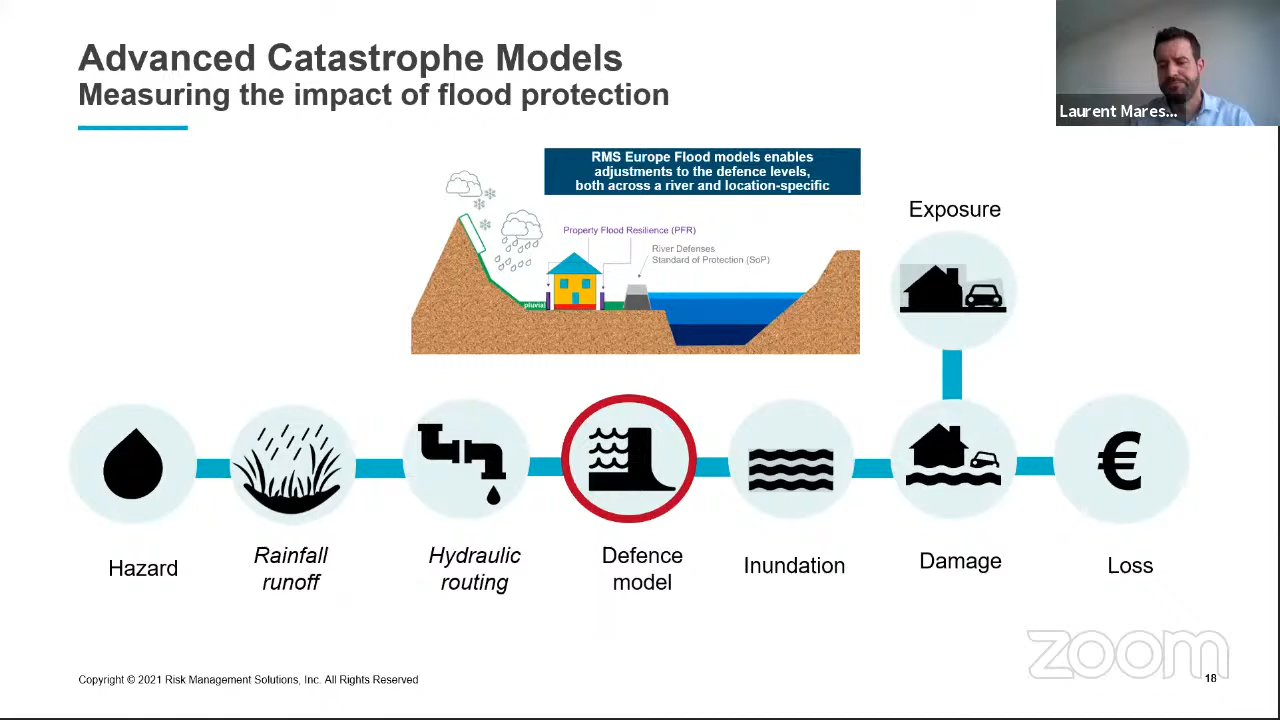 Advanced Catastrophe Models
Measuring the impact of flood protection
Laurent Mares...
RMS Europe Flood models enables
adjustments to the defence levels,
both across a river and location-specific
Property Flood Resilience (PFR)
River Defenses
Standard of Protection (SoP)
pluvial
Exposure
€
Hazard
Rainfall
runoff
Hydraulic
routing
Defence
model
Inundation
Damage
Loss
zoom
Copyright © 2021 Risk Management Solutions, Inc. All Rights Reserved
18